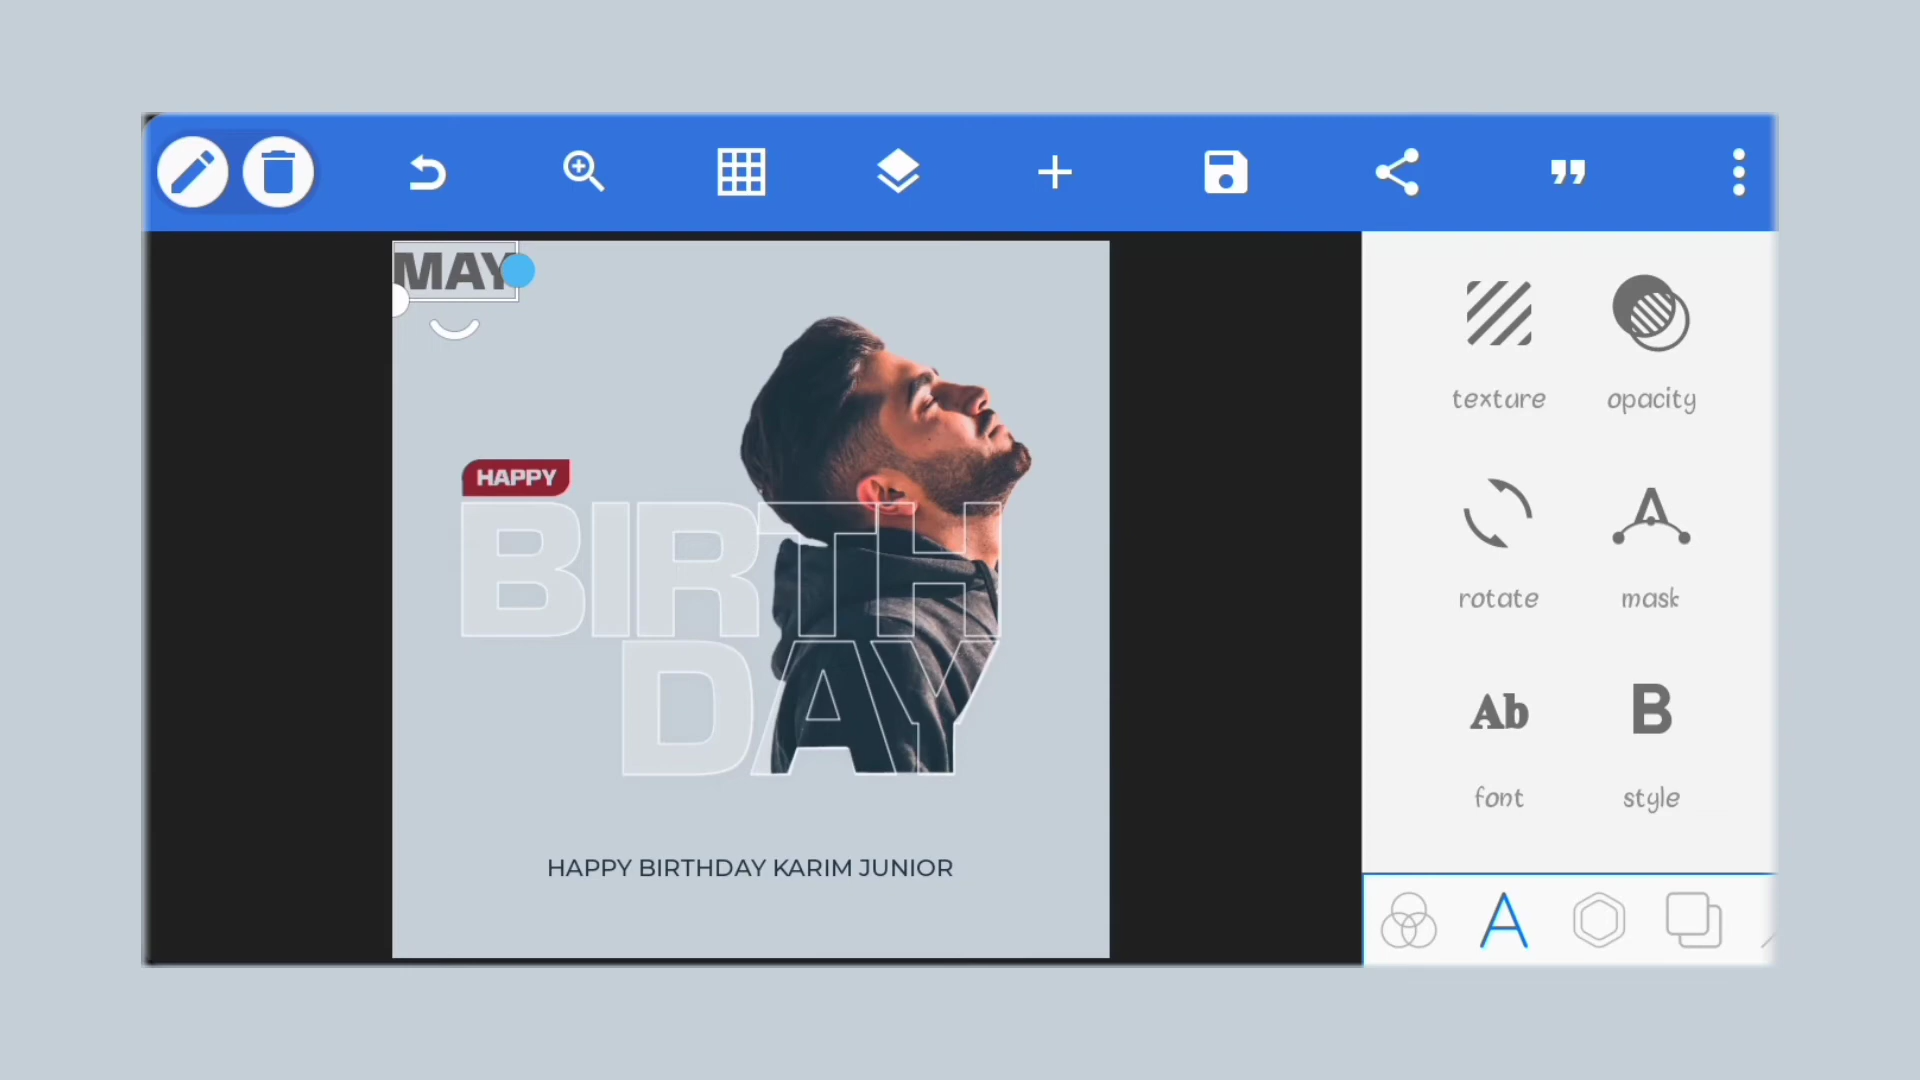 MAY
HAPPY
BIRTH
DAY
HAPPY BIRTHDAY KARIM JUNIOR
texture
opacity
rotate
mask
Ab
B
font
style